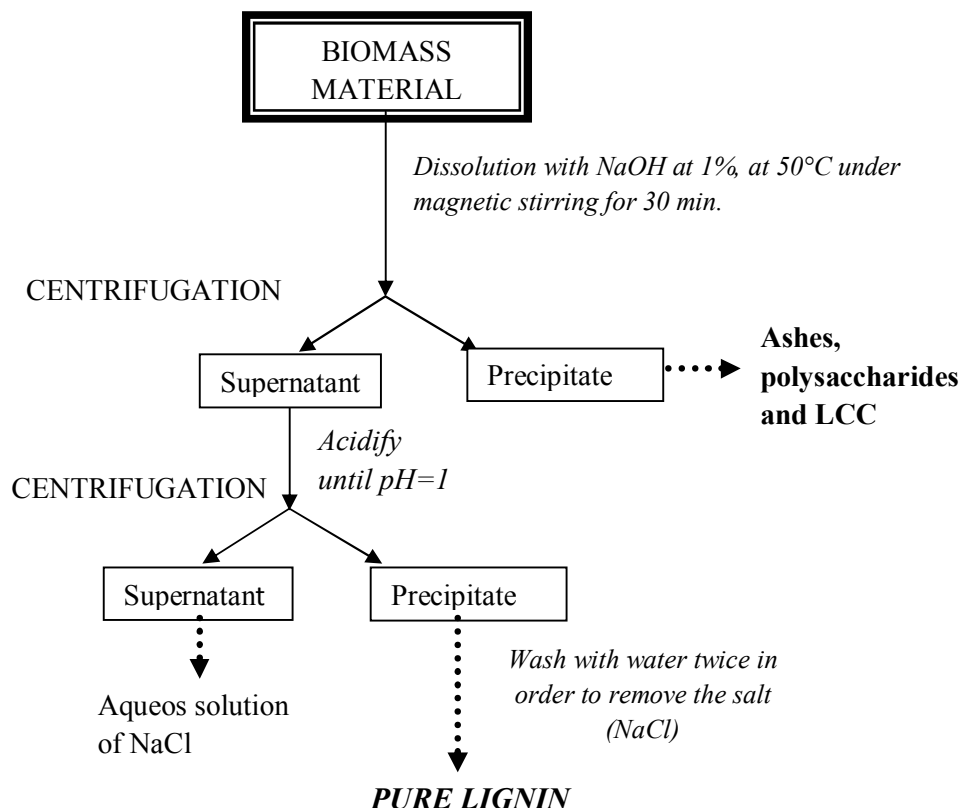 BIOMASS
MATERIAL
Dissolution with NaOH at 1%, at 50°C under
magnetic stirring for 30 min.
CENTRIFUGATION
Supernatant
Precipitate
Ashes,
polysaccharides
and LCC
Acidify
until pH=1
CENTRIFUGATION
Supernatant
Precipitate
Wash with water twice in
order to remove the salt
(NaCl)
Aqueos solution
of NaCl
PURE LIGNIN